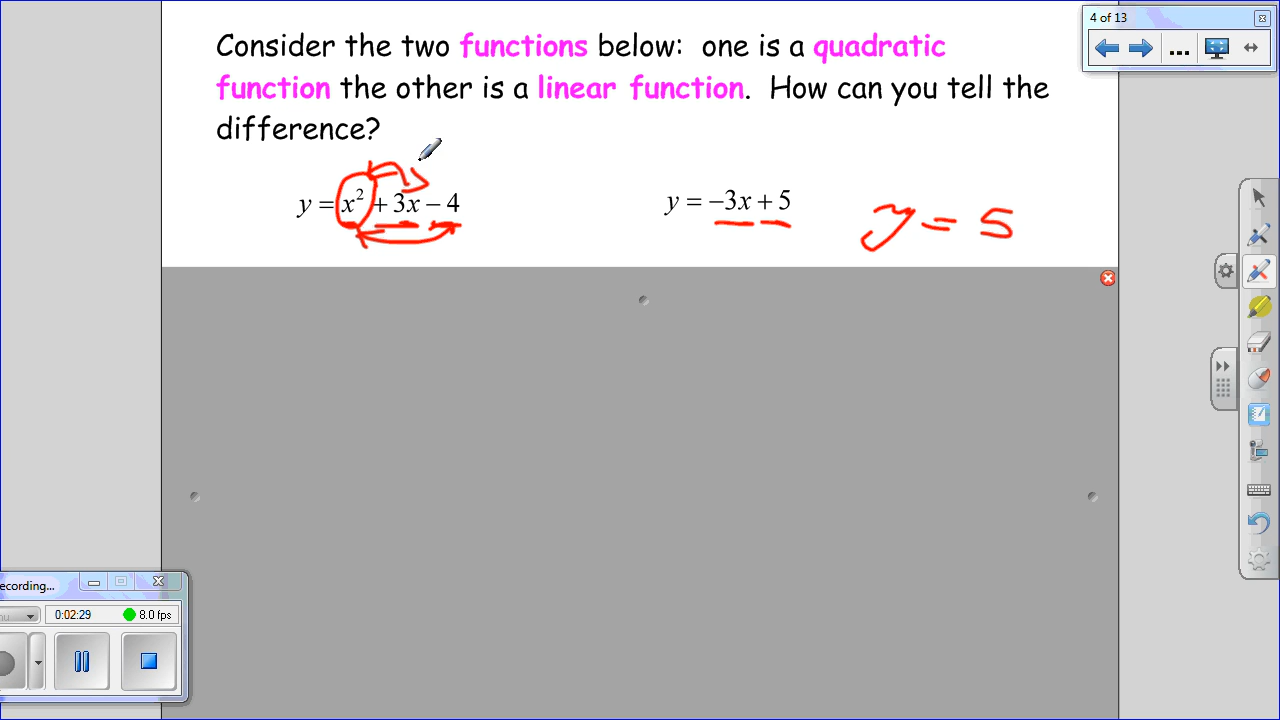 4 of 13
Consider the two functions below: one is a quadratic
function the other is a linear function. How can you tell the
difference?
y = x² + 3x − 4
y = −3x + 5
y = 5
ecording...
0:02:29
8.0 fps